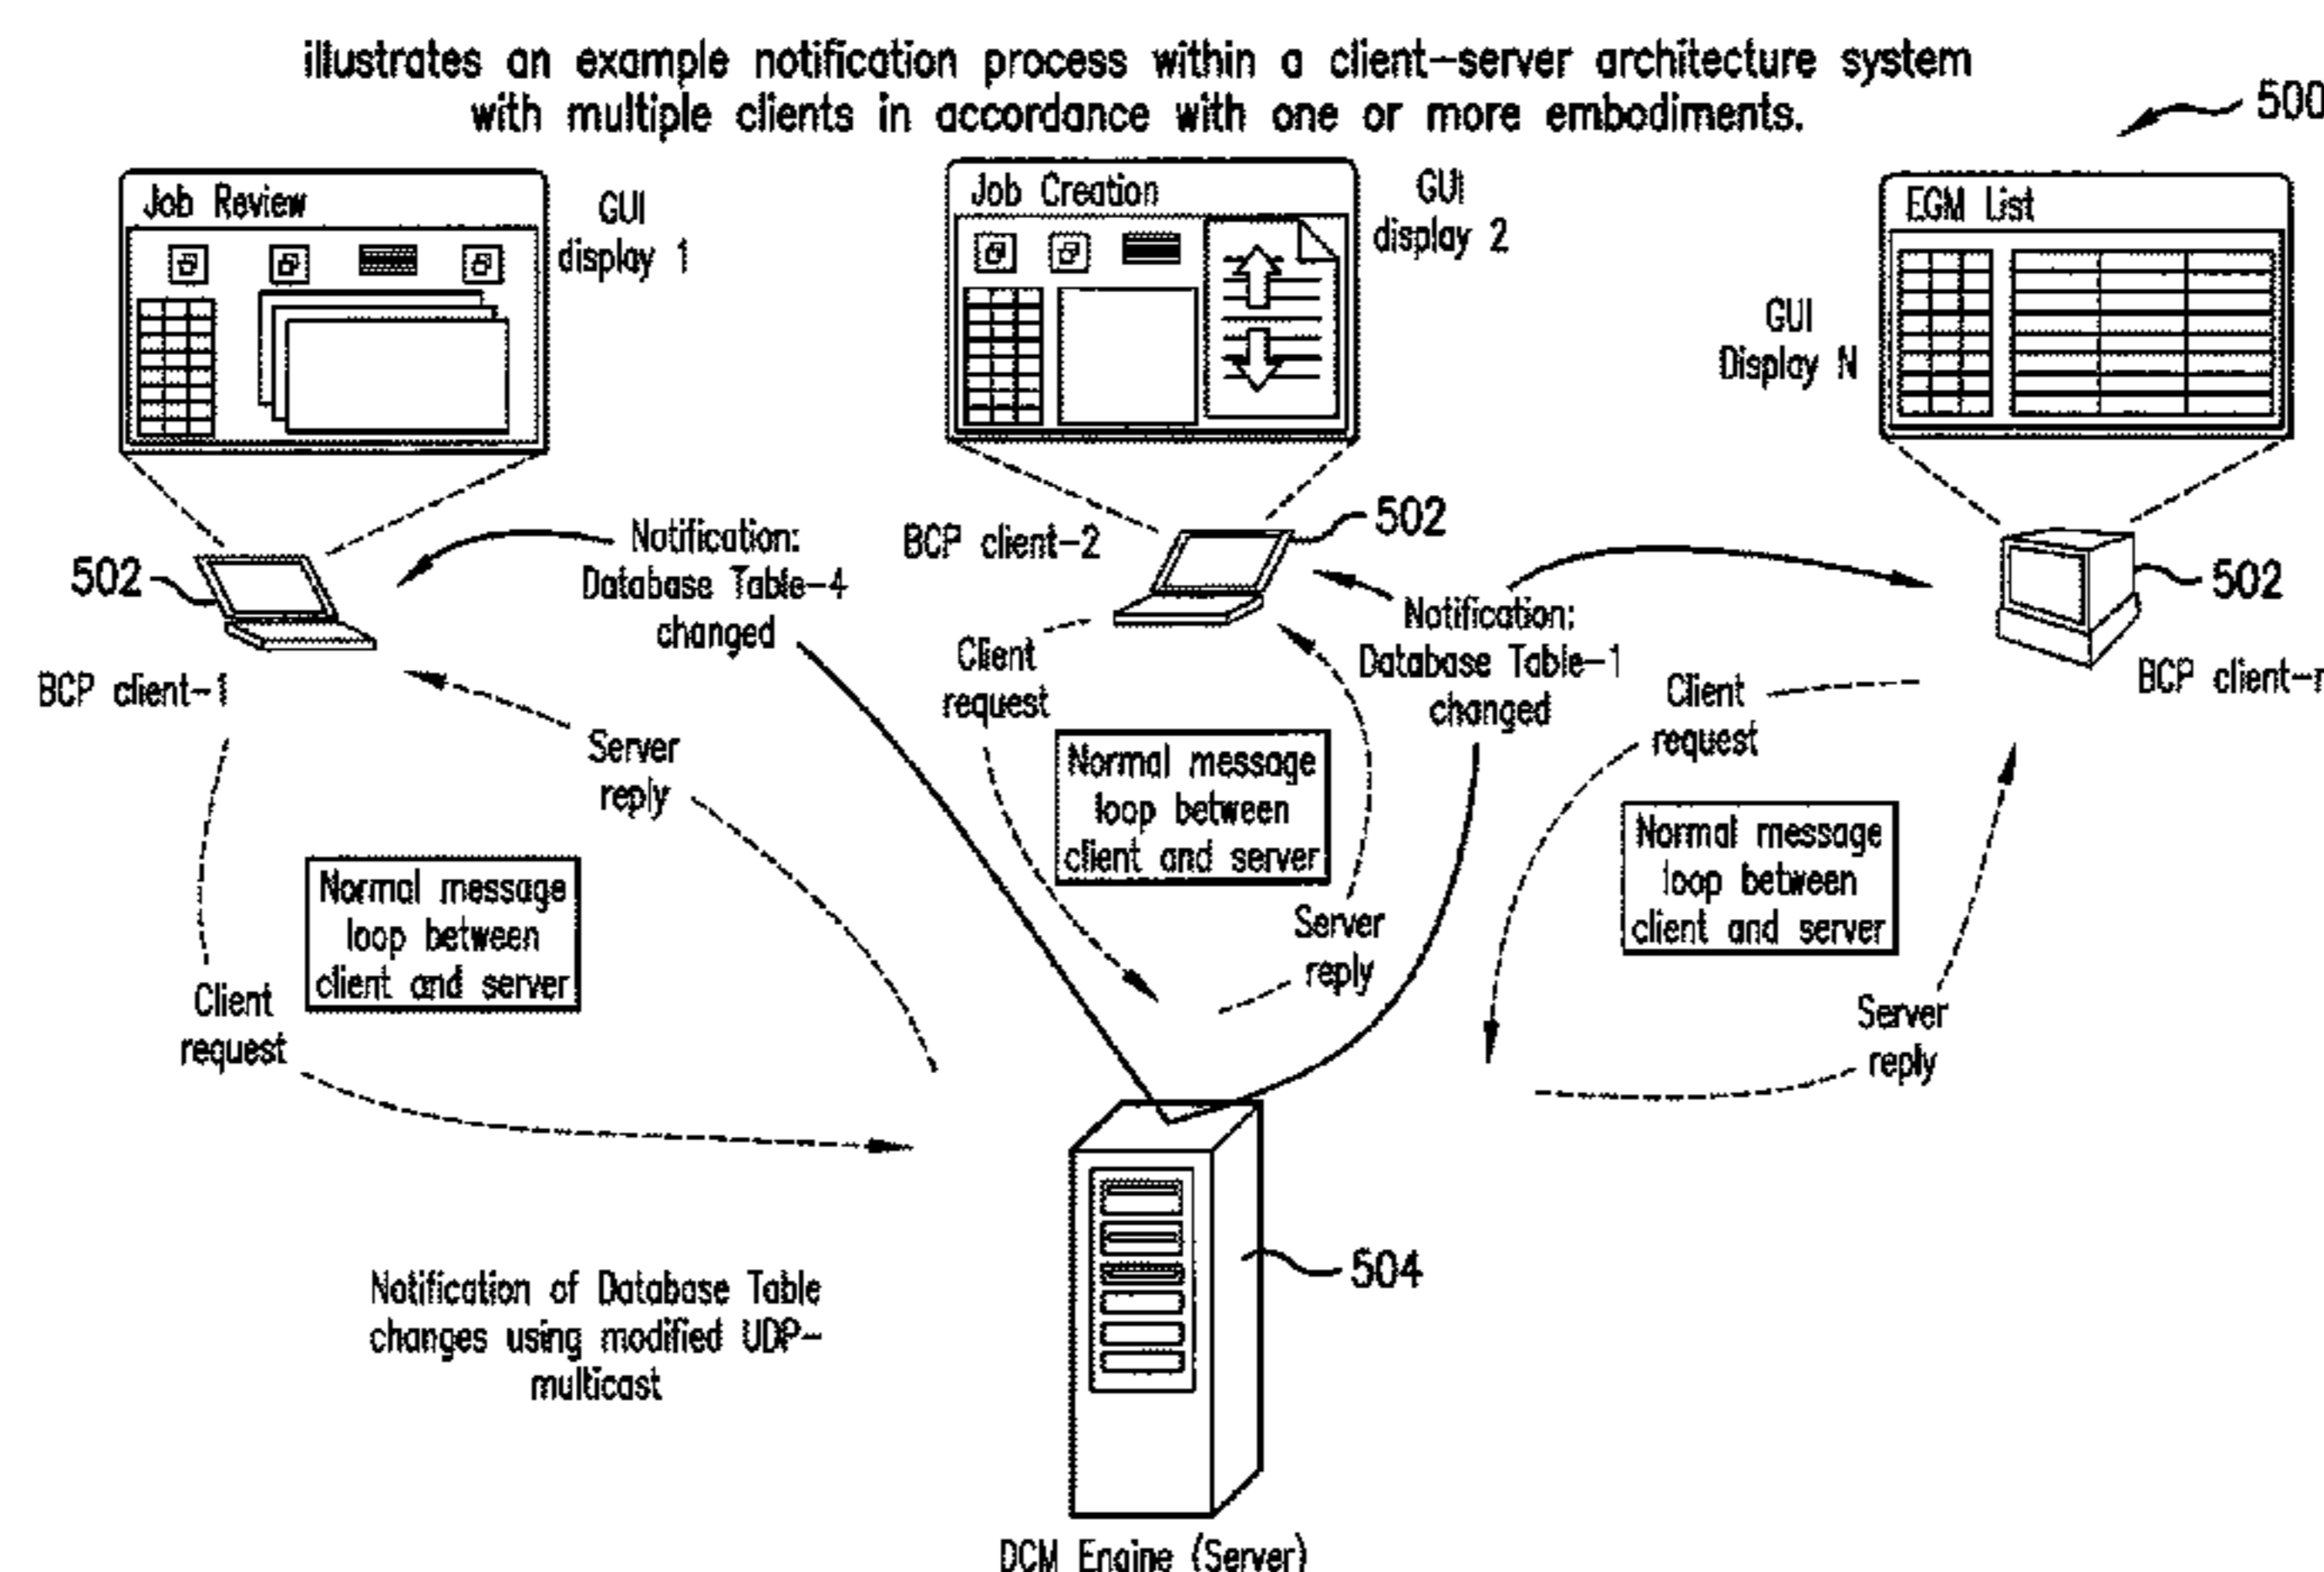 illustrates an example notification process within a client-server architecture system
with multiple clients in accordance with one or more embodiments.
500
Job Review
GUI
display 1
Job Creation
GUI
display 2
EGM List
GUI
Display N
502
BCP client-1
Notification:
Database Table-4
changed
BCP client-2
502
Notification:
Database Table-1
changed
502
BCP client-n
Client
request
Server
reply
Normal message
loop between
client and server
Client
request
Normal message
loop between
client and server
Server
reply
Client
request
Normal message
loop between
client and server
Server
reply
504
Notification of Database Table
changes using modified UDP-
multicast
DCM Engine (Server)